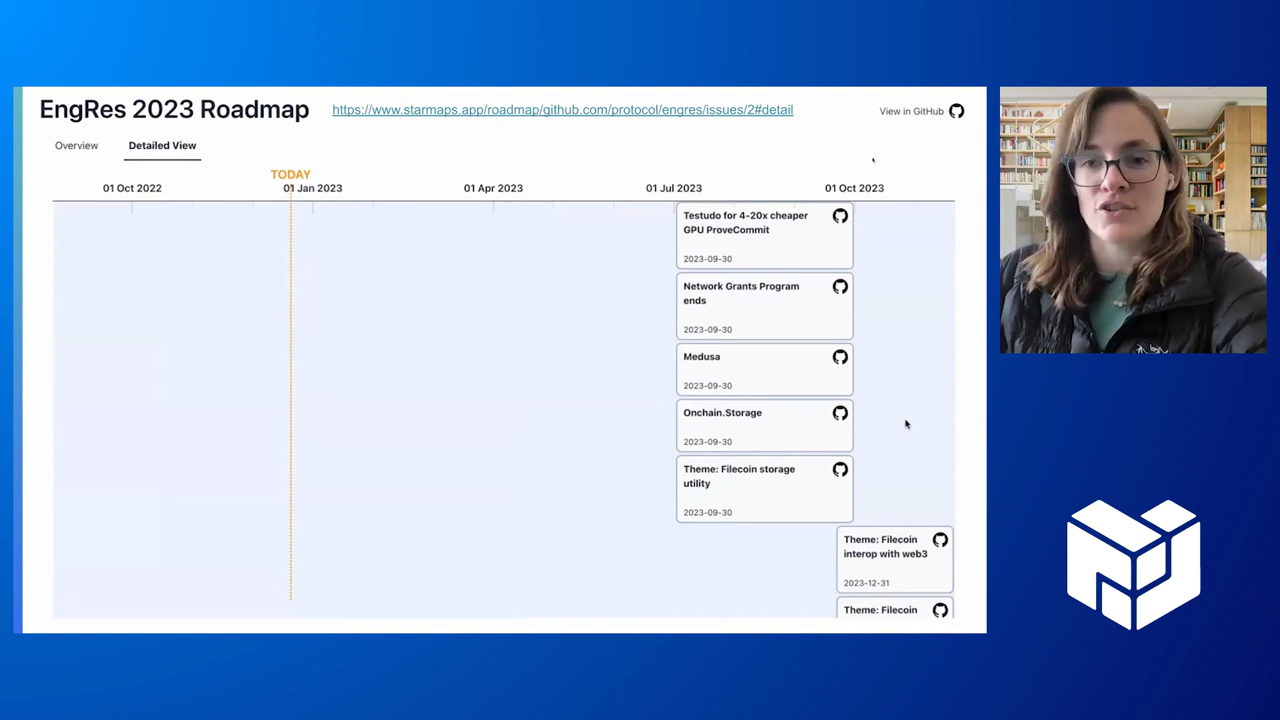 EngRes 2023 Roadmap
https://www.starmaps.app/roadmap/github.com/protocol/engres/issues/2#detail
View in GitHub
Overview
Detailed View
TODAY
01 Oct 2022
01 Jan 2023
01 Apr 2023
01 Jul 2023
01 Oct 2023
Testudo for 4-20x cheaper
GPU ProveCommit
2023-09-30
Network Grants Program
ends
2023-09-30
Medusa
2023-09-30
Onchain.Storage
2023-09-30
Theme: Filecoin storage
utility
2023-09-30
Theme: Filecoin
interop with web3
2023-12-31
Theme: Filecoin